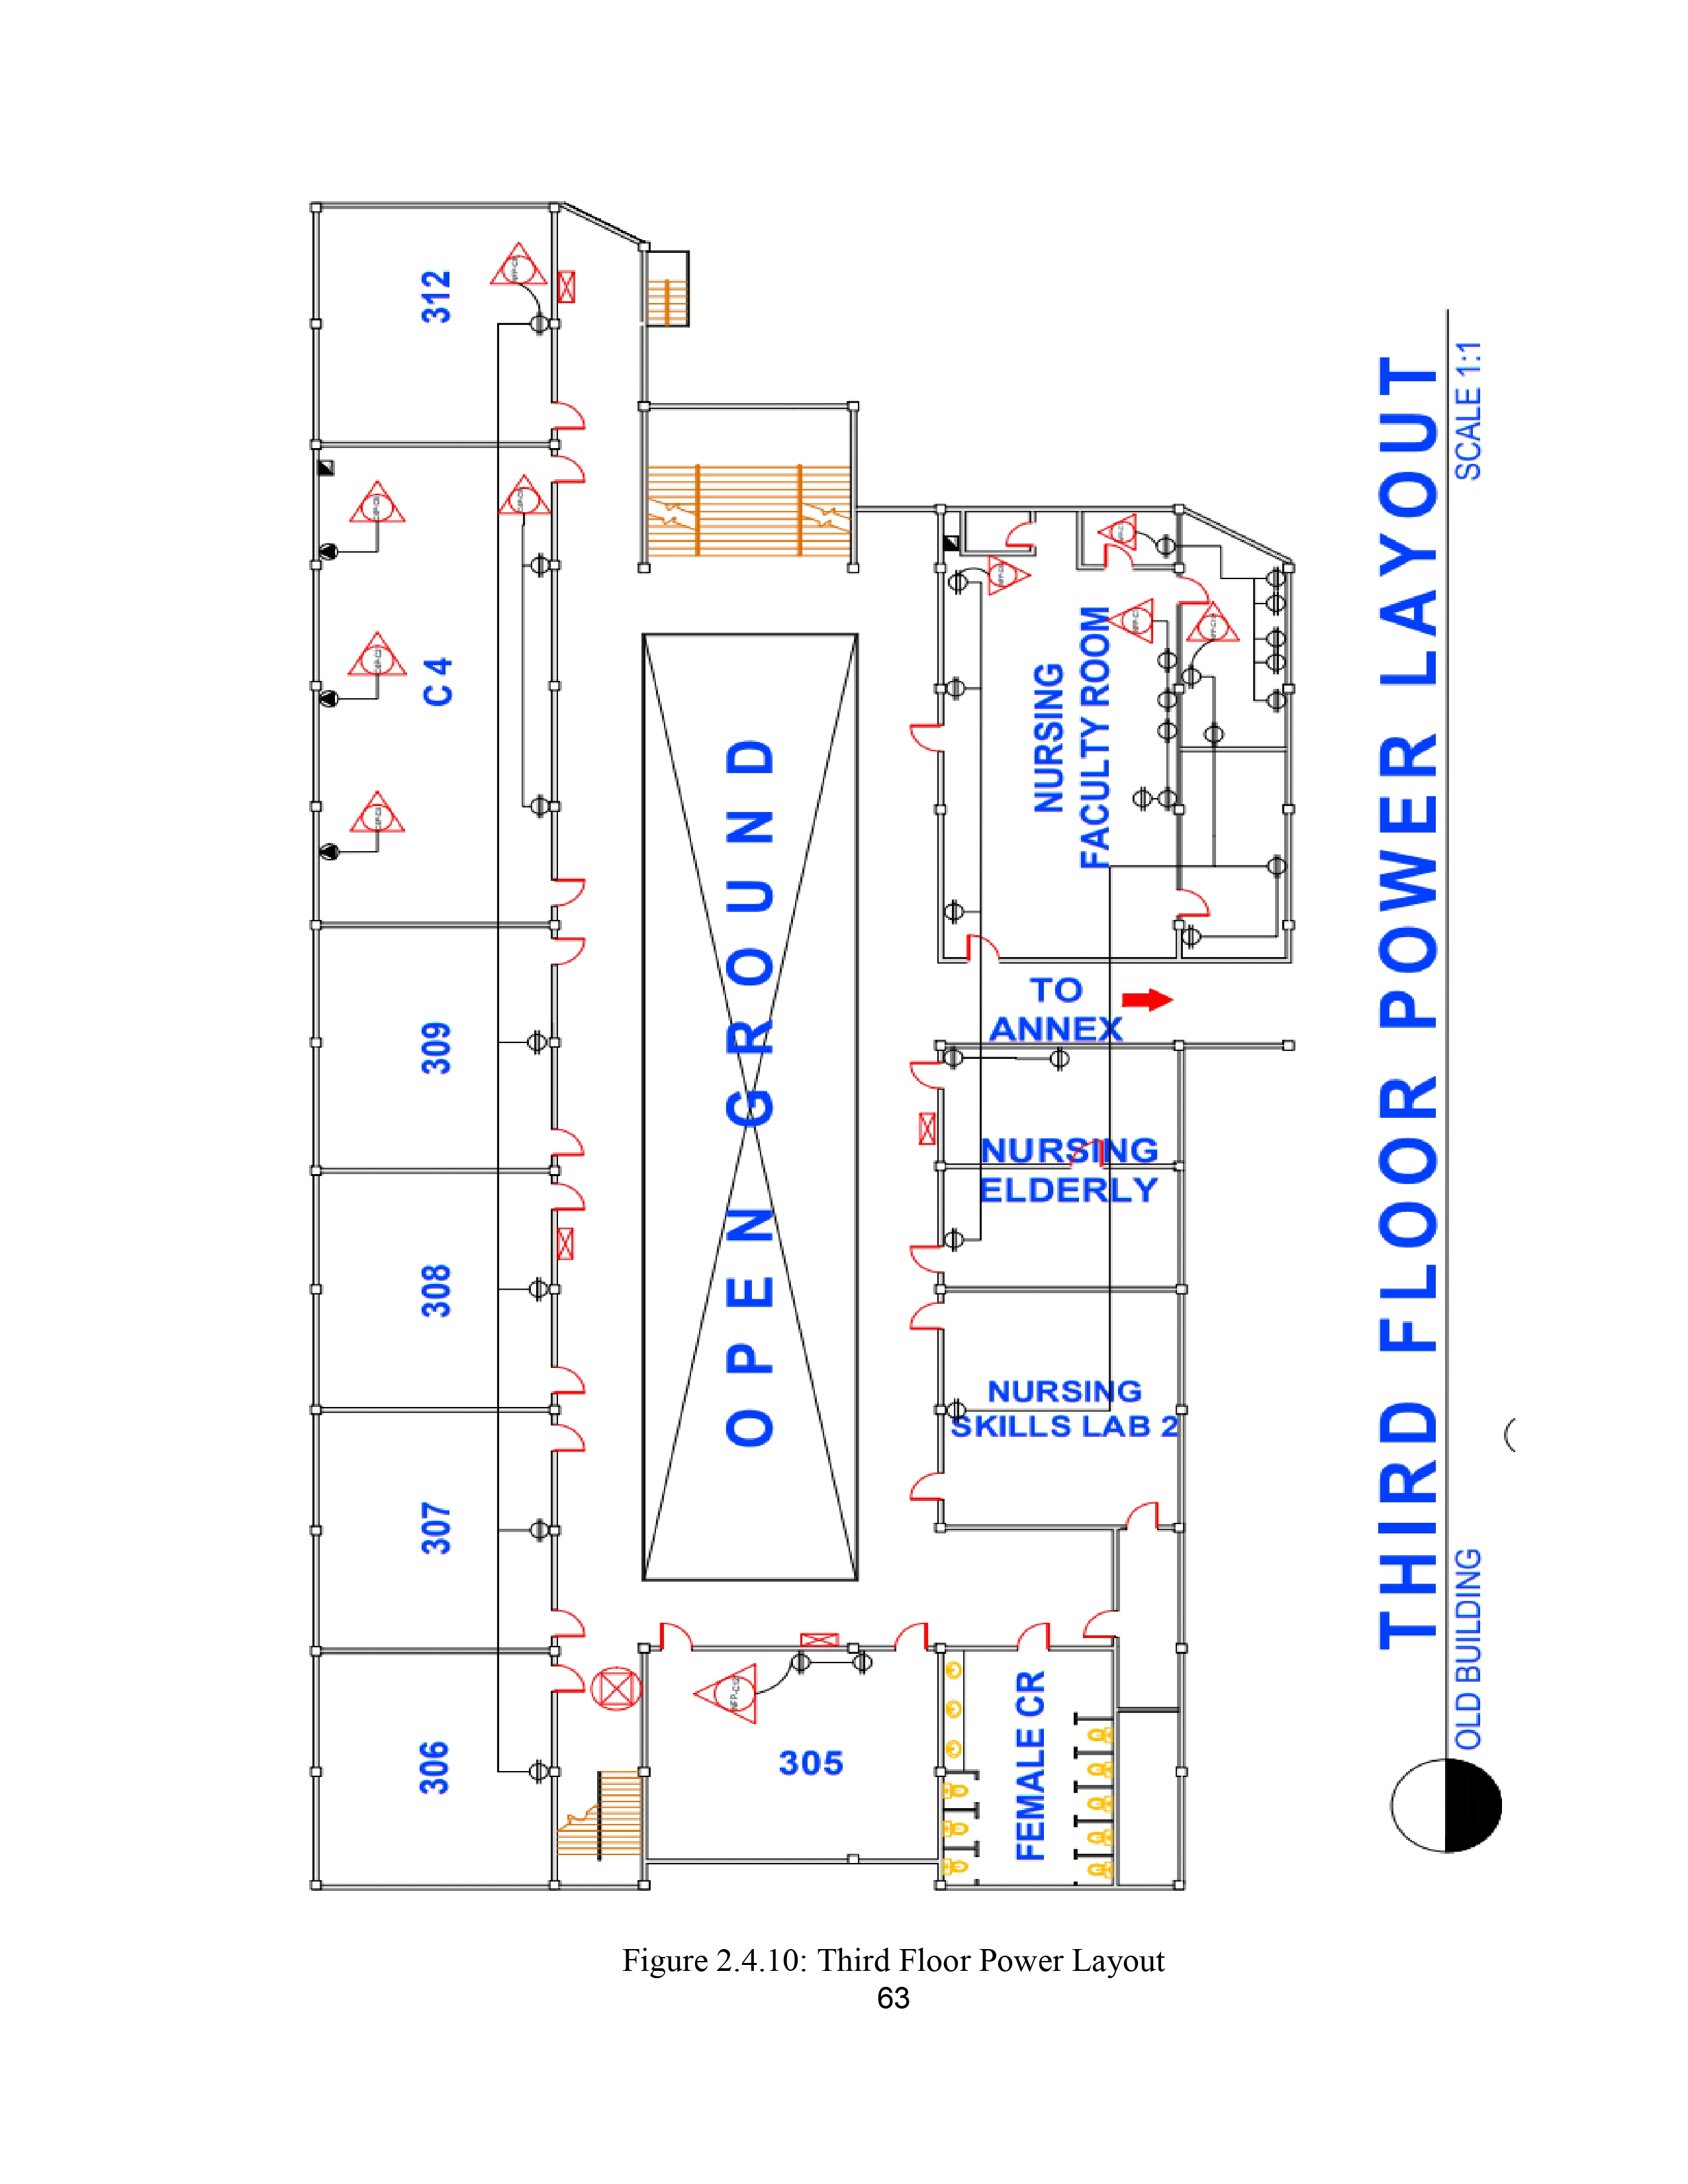 312
C 4
309
308
307
306
OPEN GROUND
NURSING
FACULTY ROOM
TO
ANNEX
NURSING
ELDERLY
NURSING
SKILLS LAB 2
305
FEMALE CR
THIRD FLOOR POWER LAYOUT
OLD BUILDING
SCALE 1:1
Figure 2.4.10: Third Floor Power Layout
63